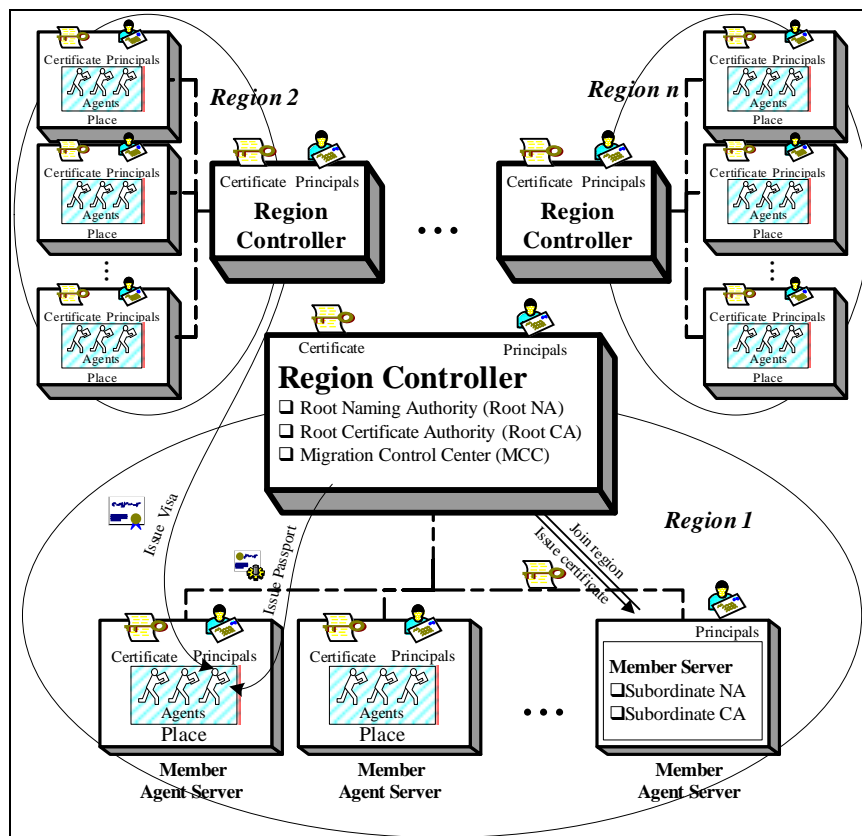 Certificate Principals
Agents
Place
Certificate Principals
Agents
Place
Certificate Principals
Agents
Place
Region 2
Certificate Principals
Region
Controller
...
Region n
Certificate Principals
Region
Controller
Certificate Principals
Agents
Place
Certificate Principals
Agents
Place
Certificate Principals
Agents
Place
Certificate
Principals
Region Controller
Root Naming Authority (Root NA)
Root Certificate Authority (Root CA)
Migration Control Center (MCC)
Region 1
Issue Visa
Issue Passport
Join region
Issue certificate
Certificate Principals
Agents
Place
Member
Agent Server
Certificate Principals
Agents
Place
Member
Agent Server
...
Principals
Member Server
Subordinate NA
Subordinate CA
Member
Agent Server